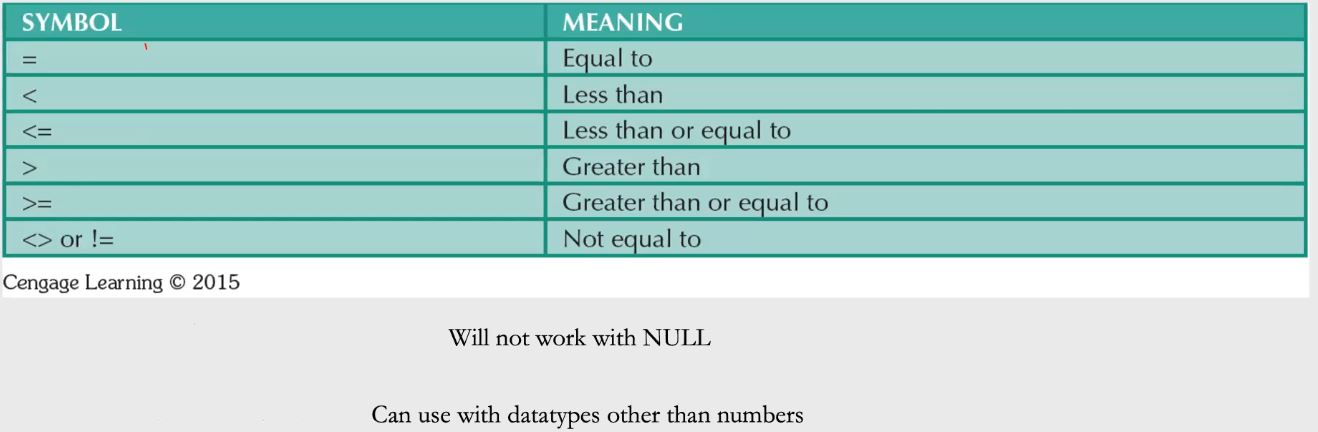 SYMBOL MEANING
= Equal to
< Less than
<= Less than or equal to
> Greater than
>= Greater than or equal to
<> or != Not equal to
Cengage Learning © 2015
Will not work with NULL
Can use with datatypes other than numbers